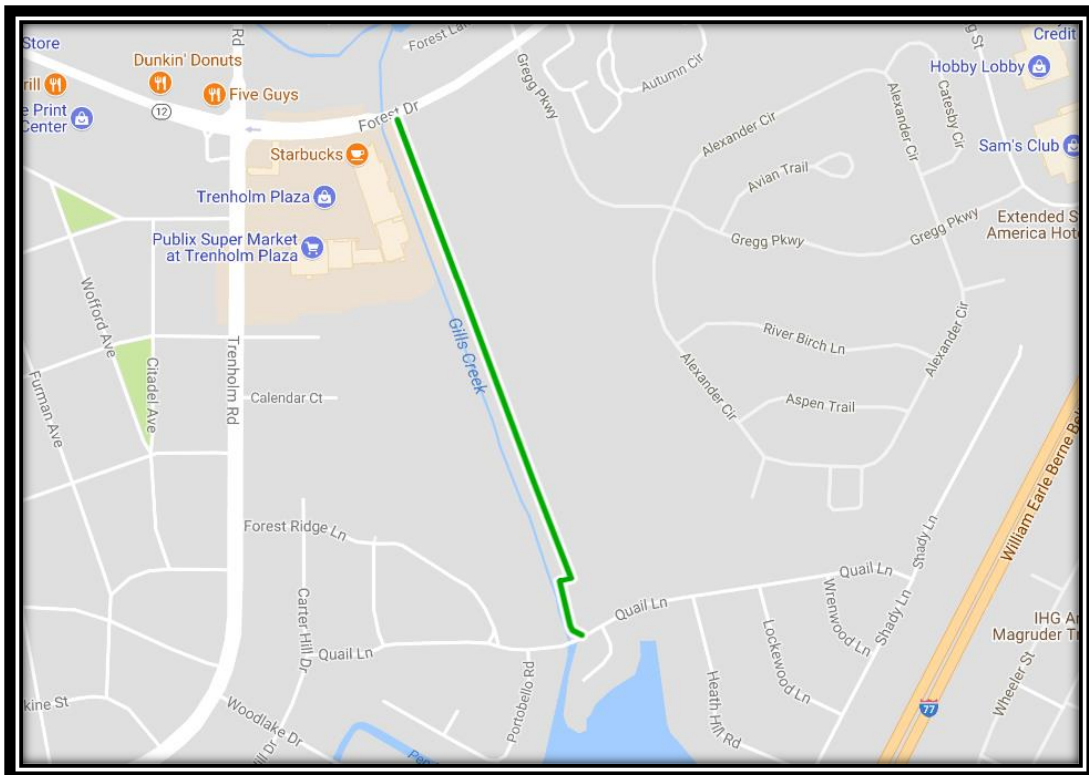 Store
Rd
Forest La
Dunkin' Donuts
rill
Five Guys
e Print
Center
12
Forest Dr
Starbucks
Trenholm Plaza
Publix Super Market
at Trenholm Plaza
Gregg Pkwy
Autumn Cir
Alexander Cir
Alexander Cir
Catesby Cir
g St
Credit
Hobby Lobby
Sam's Club
Avian Trail
Gregg Pkwy
Gregg Pkwy
Extended S
America Hote
Wofford Ave
Citadel Ave
Furman Ave
Trenholm Rd
Calendar Ct
Gills Creek
River Birch Ln
Alexander Cir
Alexander Cir
Aspen Trail
William Earle Berne Bel
Forest Ridge Ln
Carter Hill Dr
Quail Ln
Quail Ln
Quail Ln
Shady Ln
Shady Ln
Wrenwood Ln
Lockewood Ln
Heath Hill Rd
Portobello Rd
kine St
Woodlake Dr
ill Dr
IHG A
Magruder T
Wheeler St
77